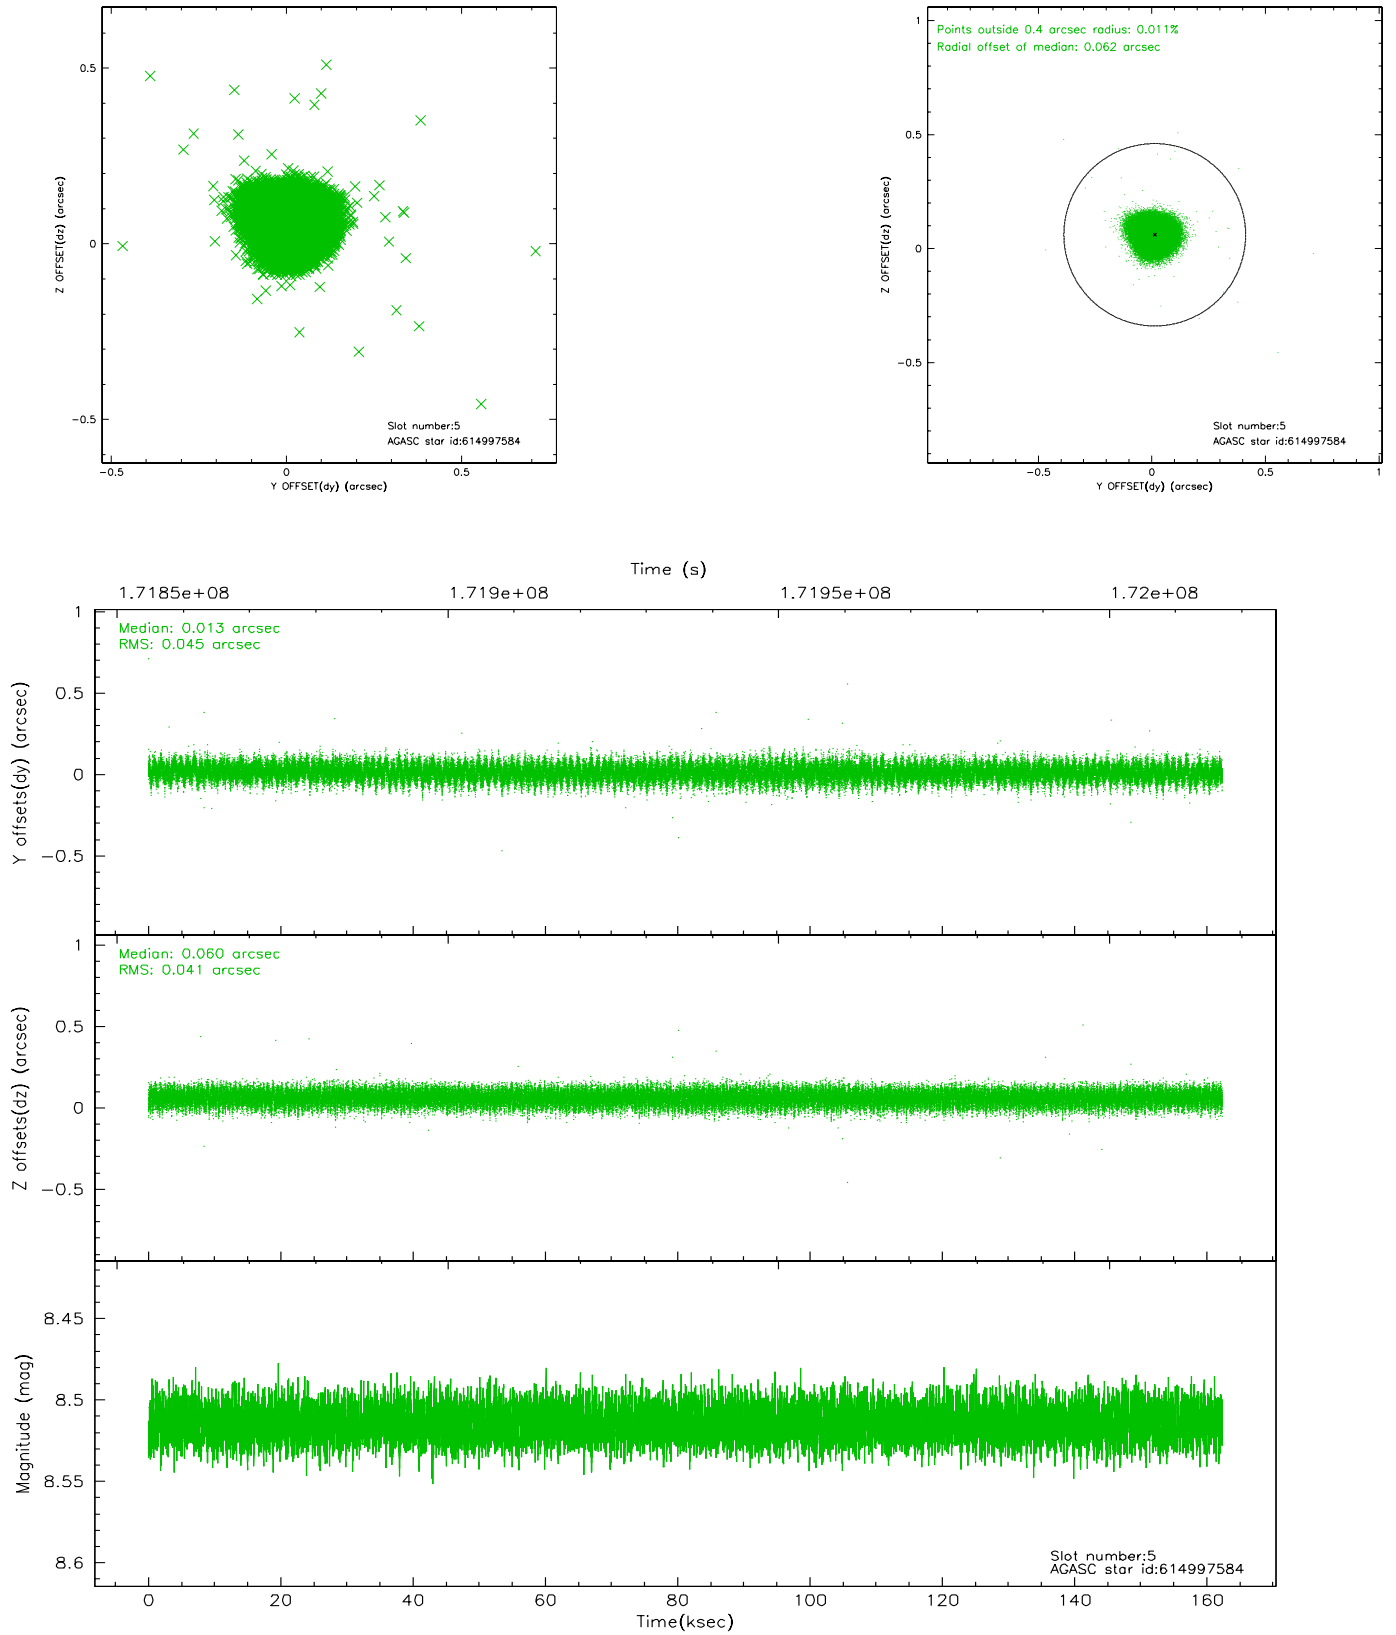 0.5
0
−0.5
Z OFFSET(dz) (arcsec)
−0.5
0
0.5
Y OFFSET(dy) (arcsec)
Slot number:5
AGASC star id:614997584
Points outside 0.4 arcsec radius: 0.011%
Radial offset of median: 0.062 arcsec
1
0.5
0
−0.5
Z OFFSET(dz) (arcsec)
−0.5
0
0.5
1
Y OFFSET(dy) (arcsec)
Slot number:5
AGASC star id:614997584
Time (s)
1.7185e+08
1.719e+08
1.7195e+08
1.72e+08
Median: 0.013 arcsec
RMS: 0.045 arcsec
1
0.5
0
−0.5
Y offsets(dy) (arcsec)
Median: 0.060 arcsec
RMS: 0.041 arcsec
1
0.5
0
−0.5
Z offsets(dz) (arcsec)
8.45
8.5
8.55
8.6
Magnitude (mag)
Slot number:5
AGASC star id:614997584
0
20
40
60
80
100
120
140
160
Time(ksec)